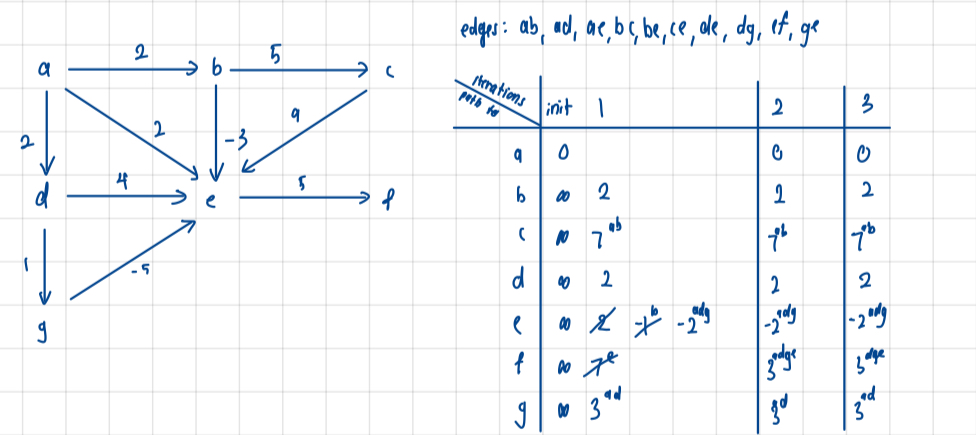 edges: ab, ad, ae, bc, be, ce, de, dg, ef, ge
a 2 b 5 c
2 2 -3 9
d 4 e 5 f
1 -5
g
iterations
path to
init 1 2 3
a 0 0 0
b ∞ 2 2 2
c ∞ 7^ab 7^ab 7^ab
d ∞ 2 2 2
e ∞ 2 -1^b -2^adg -2^adg -2^adg
f ∞ 7^e 3^adge 3^adge
g ∞ 3^ad 3^d 3^ad